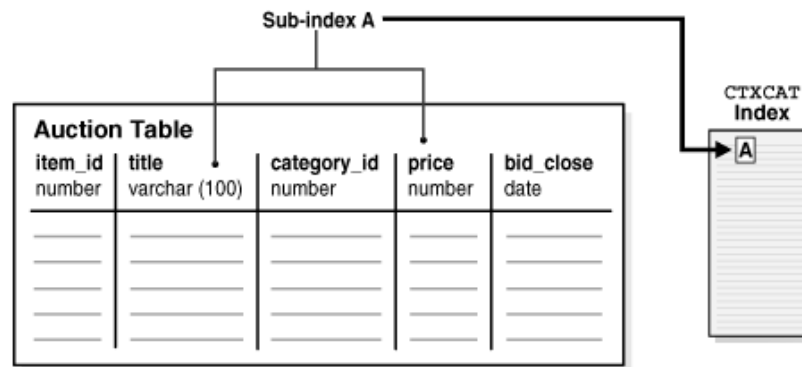 Sub-index A
CTXCAT
Index
A
Auction Table
item_id title category_id price bid_close
number varchar (100) number number date